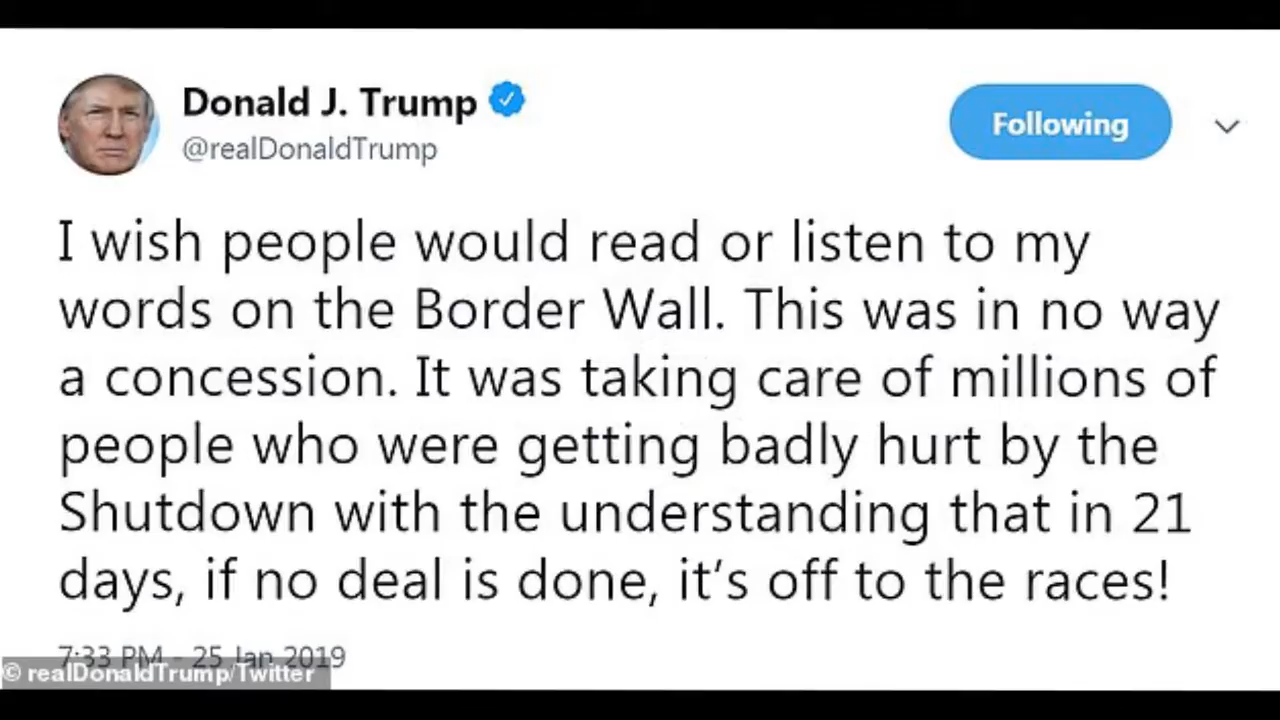 Donald J. Trump
@realDonaldTrump
Following
I wish people would read or listen to my
words on the Border Wall. This was in no way
a concession. It was taking care of millions of
people who were getting badly hurt by the
Shutdown with the understanding that in 21
days, if no deal is done, it’s off to the races!
7:33 PM - 25 Jan 2019
© realDonaldTrump/Twitter